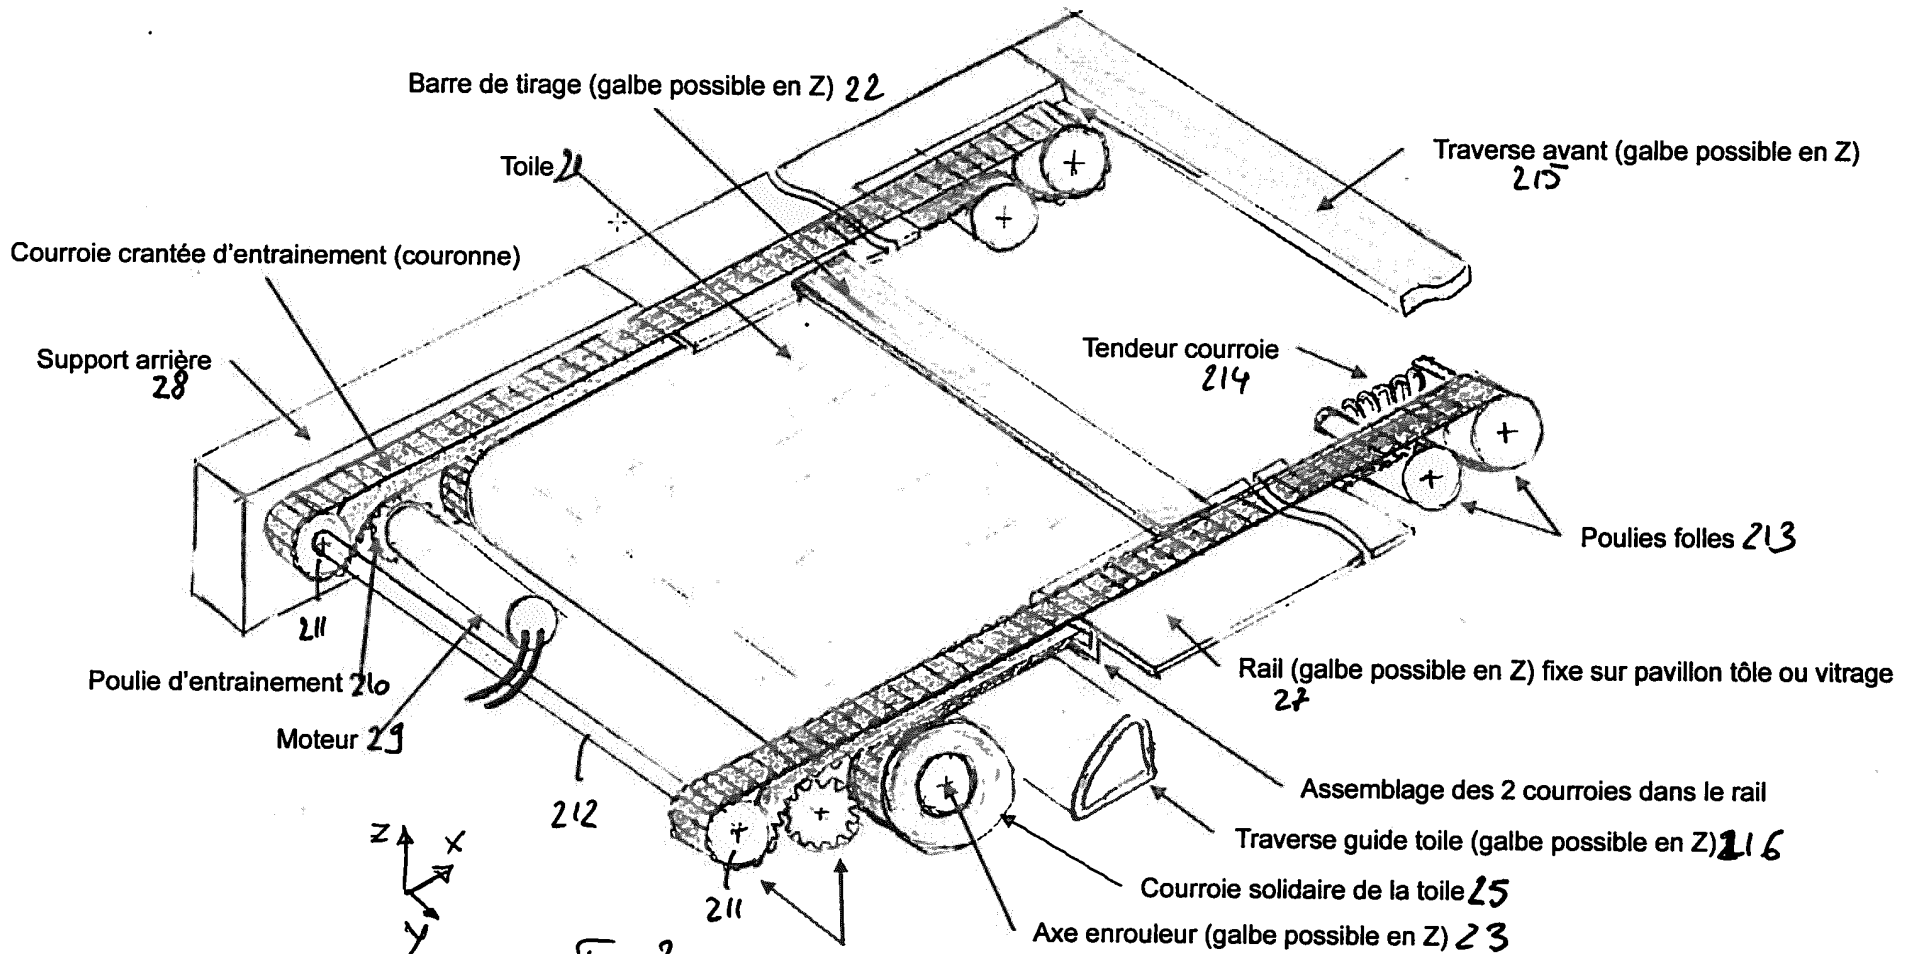 Barre de tirage (galbe possible en Z) 22
Toile 21
Traverse avant (galbe possible en Z)
215
Courroie crantée d'entrainement (couronne)
Support arrière
28
Tendeur courroie
214
Poulies folles 213
211
Poulie d'entrainement 210
Moteur 29
212
Rail (galbe possible en Z) fixe sur pavillon tôle ou vitrage
27
Assemblage des 2 courroies dans le rail
Traverse guide toile (galbe possible en Z) 216
Courroie solidaire de la toile 25
Axe enrouleur (galbe possible en Z) 23
211
Z
X
Y